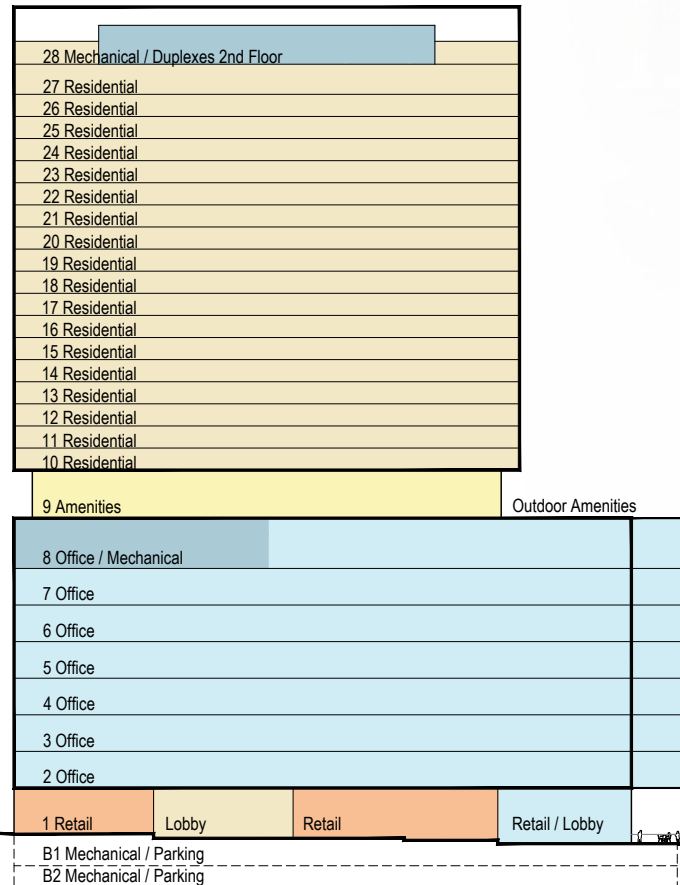 28 Mechanical / Duplexes 2nd Floor
27 Residential
26 Residential
25 Residential
24 Residential
23 Residential
22 Residential
21 Residential
20 Residential
19 Residential
18 Residential
17 Residential
16 Residential
15 Residential
14 Residential
13 Residential
12 Residential
11 Residential
10 Residential
9 Amenities Outdoor Amenities
8 Office / Mechanical
7 Office
6 Office
5 Office
4 Office
3 Office
2 Office
1 Retail Lobby Retail Retail / Lobby
B1 Mechanical / Parking
B2 Mechanical / Parking